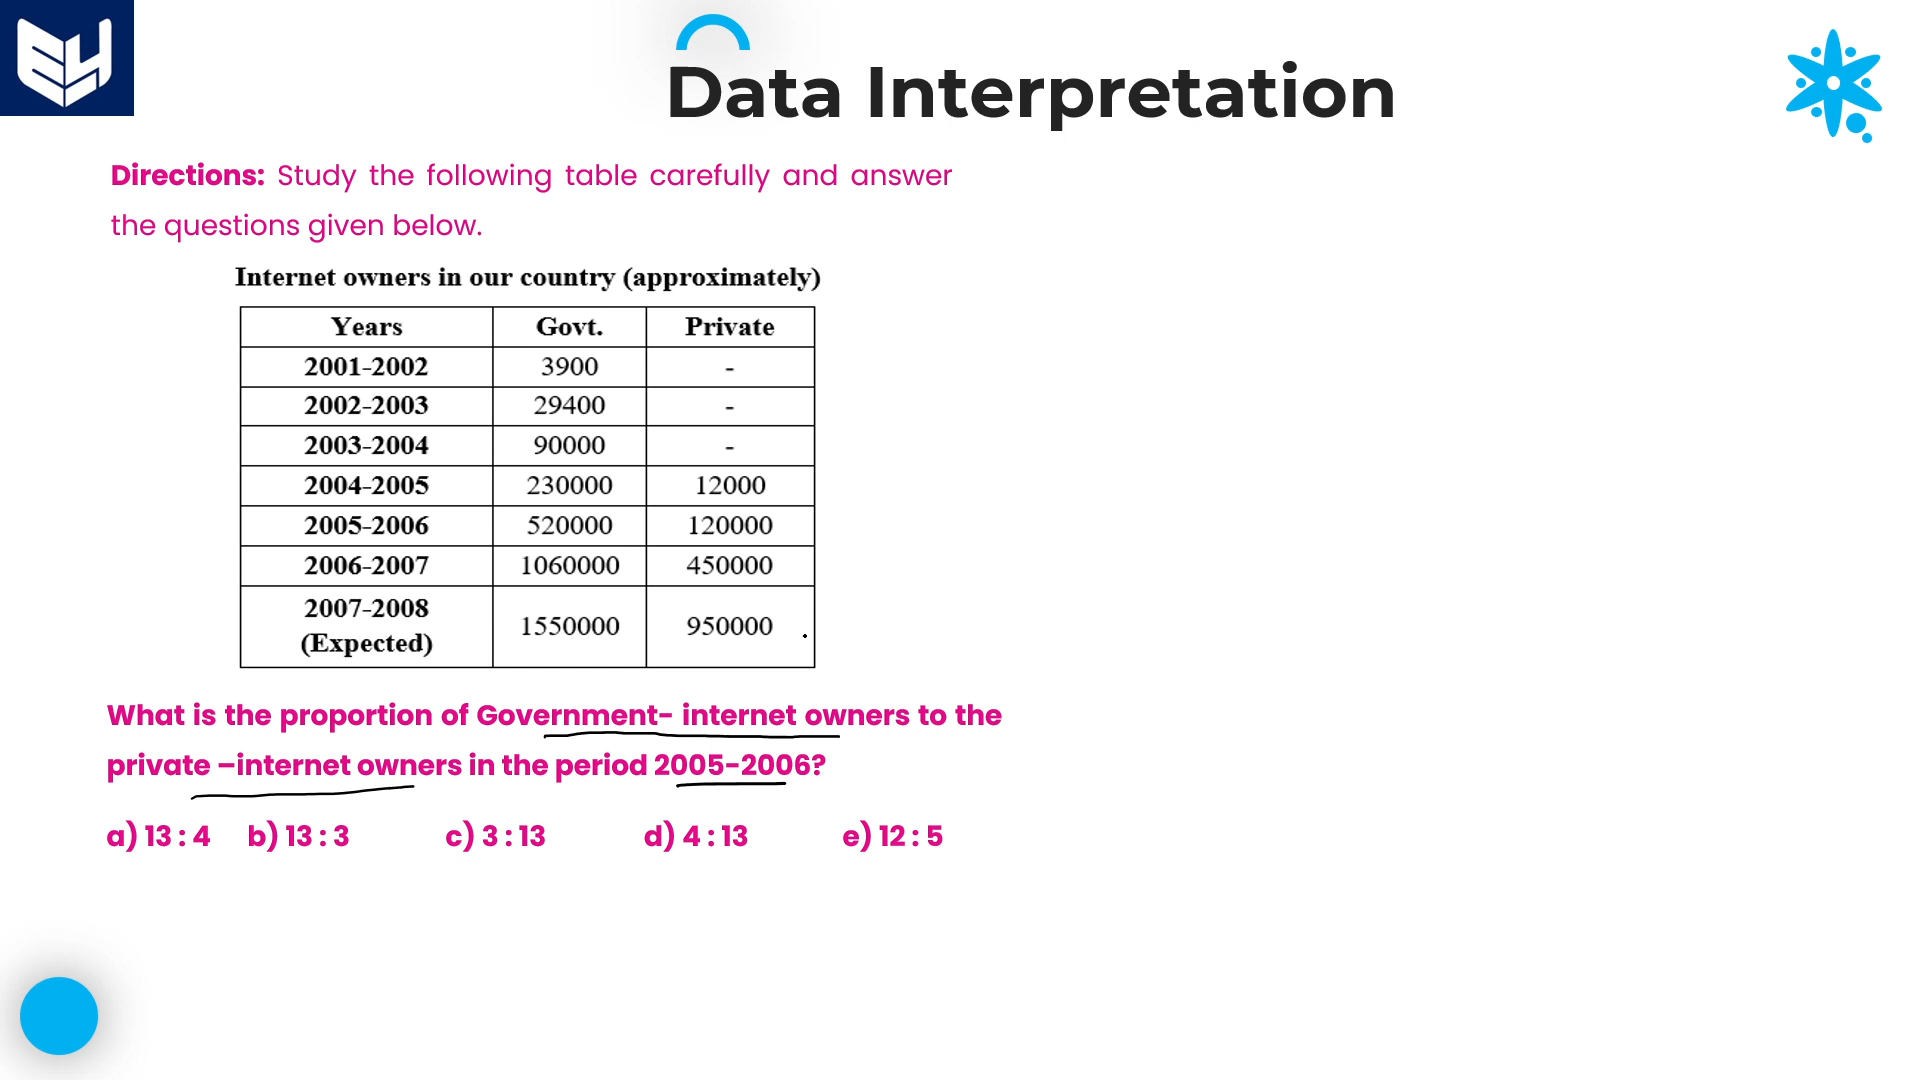 Data Interpretation
Directions: Study the following table carefully and answer
the questions given below.
Internet owners in our country (approximately)
Years Govt. Private
2001-2002 3900 -
2002-2003 29400 -
2003-2004 90000 -
2004-2005 230000 12000
2005-2006 520000 120000
2006-2007 1060000 450000
2007-2008
(Expected) 1550000 950000
What is the proportion of Government- internet owners to the
private –internet owners in the period 2005-2006?
a) 13 : 4 b) 13 : 3 c) 3 : 13 d) 4 : 13 e) 12 : 5